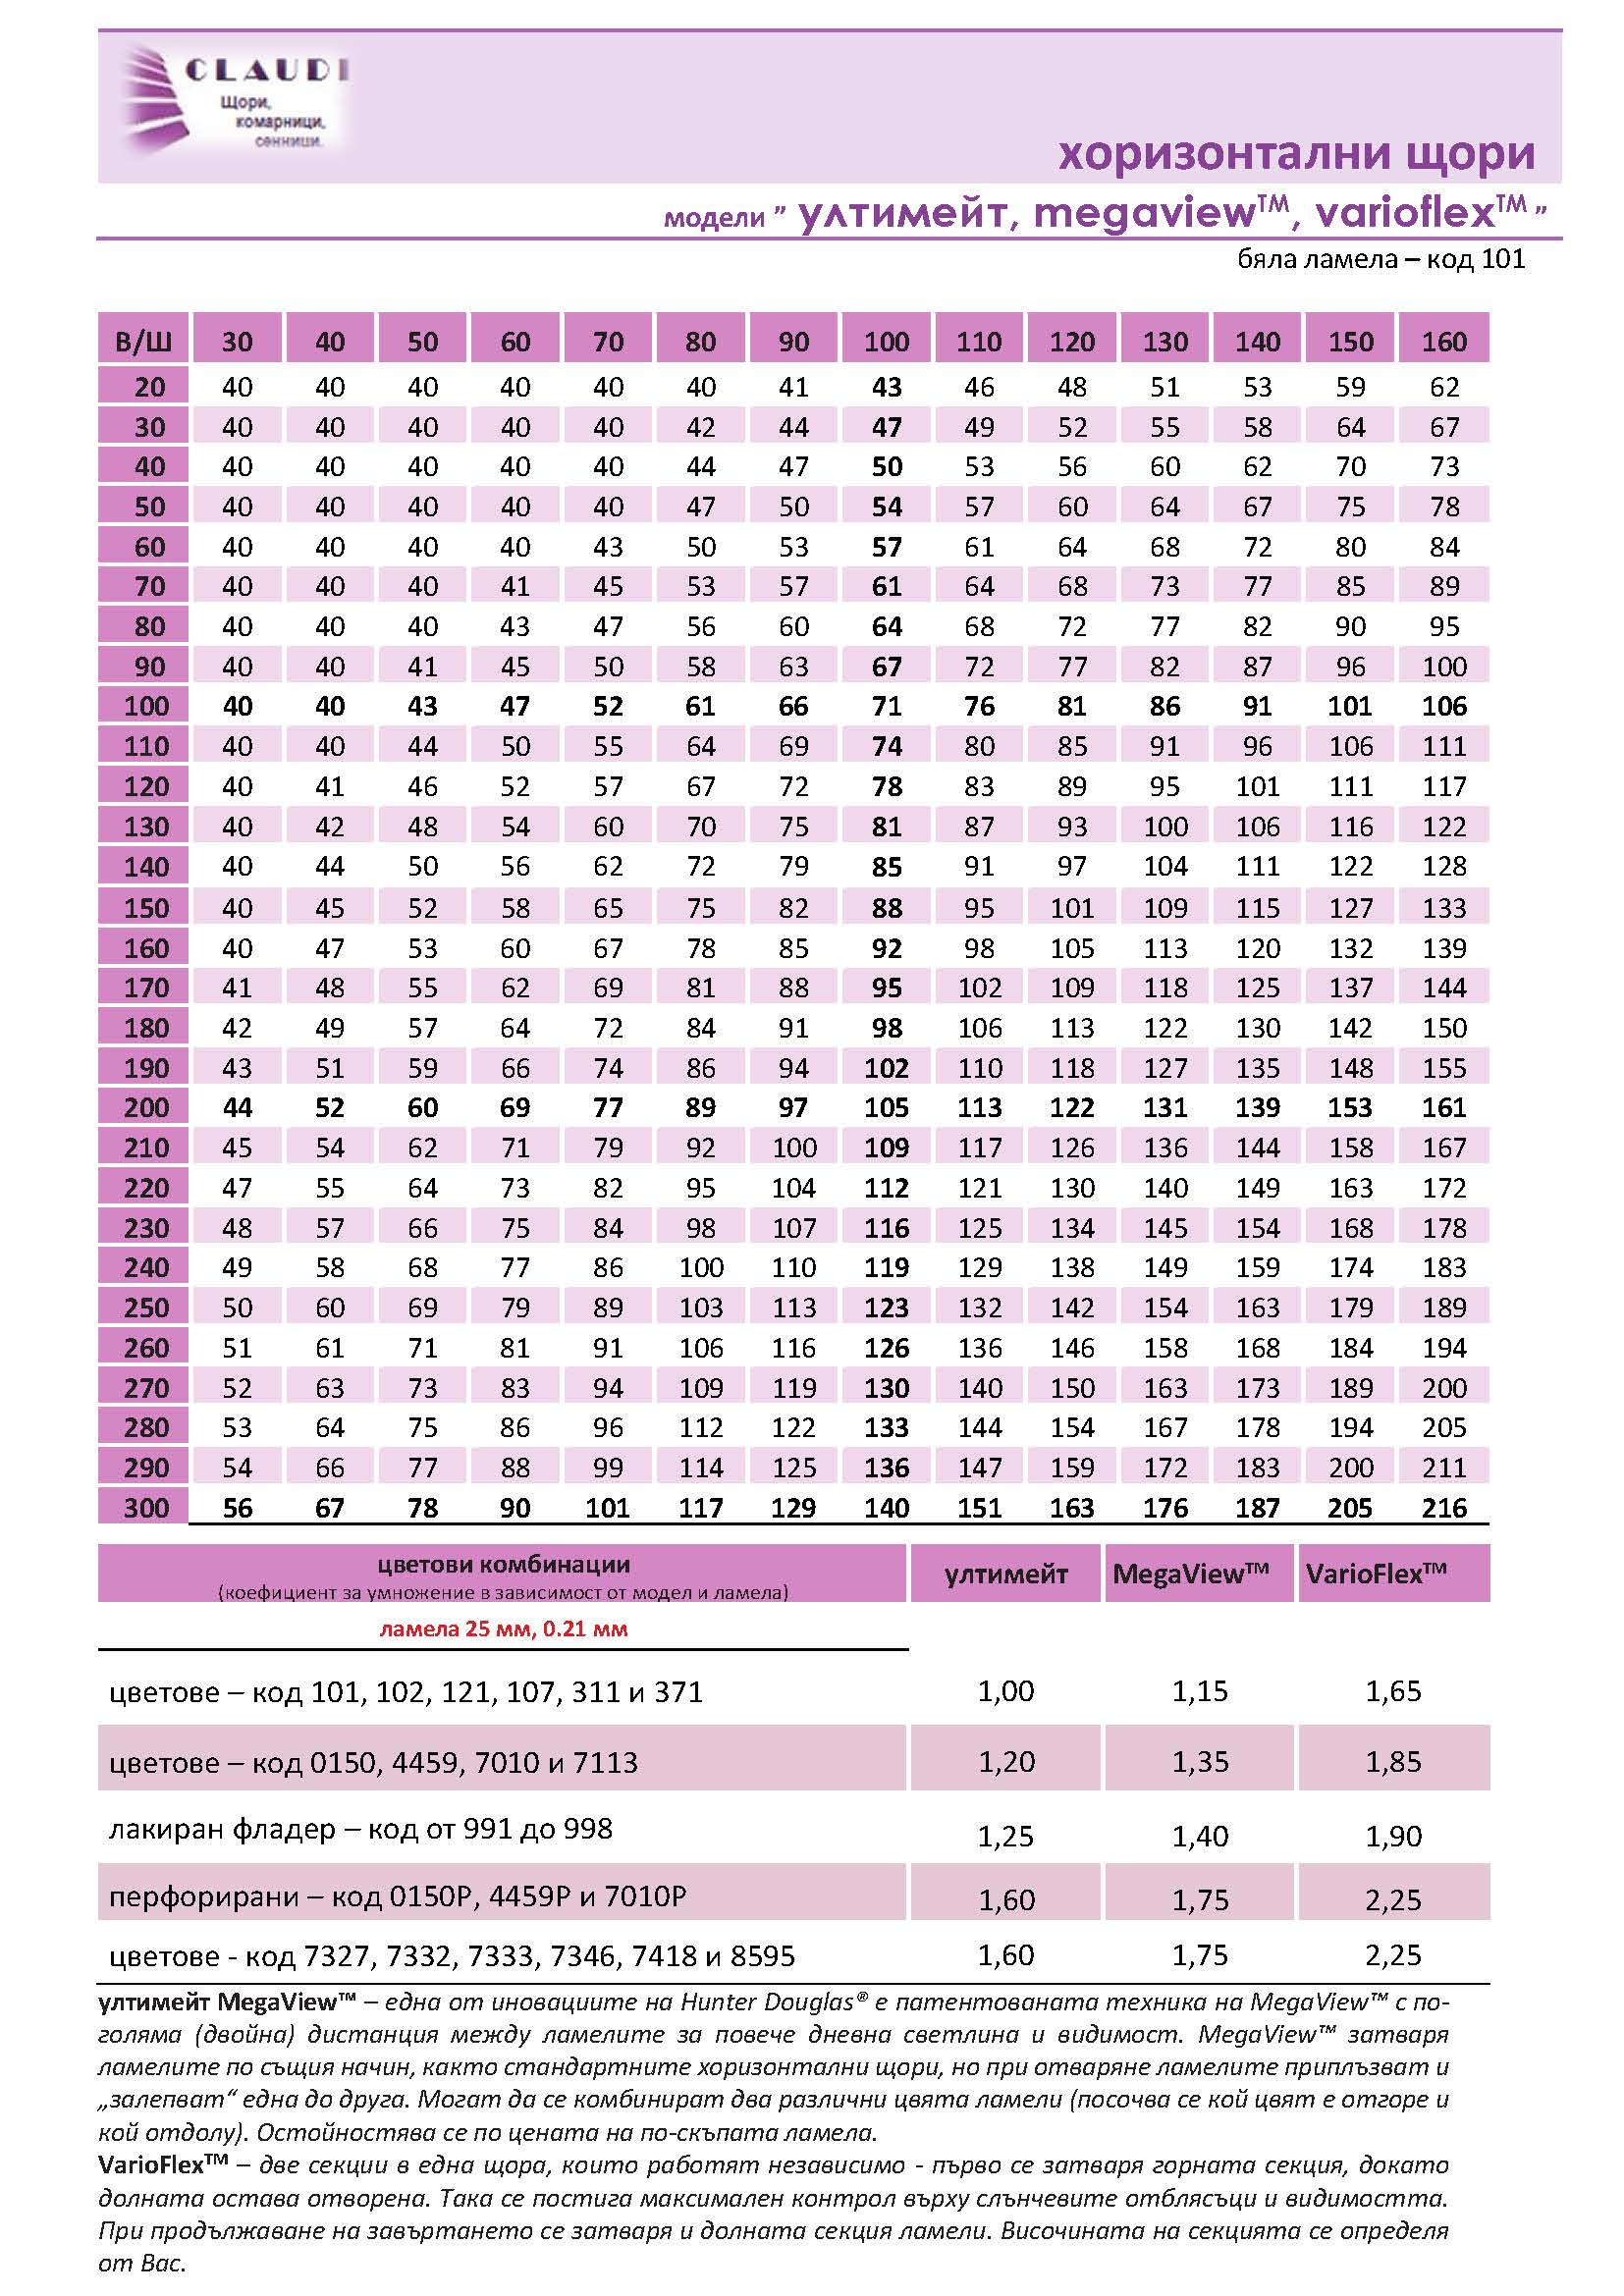 CLAUDI
Щори,
комарници,
сенници.
хоризонтални щори
модели ” ултимейт, megaview™, varioflex™ ”
бяла ламела – код 101
В/Ш 30 40 50 60 70 80 90 100 110 120 130 140 150 160
20 40 40 40 40 40 40 41 43 46 48 51 53 59 62
30 40 40 40 40 40 42 44 47 49 52 55 58 64 67
40 40 40 40 40 40 44 47 50 53 56 60 62 70 73
50 40 40 40 40 40 47 50 54 57 60 64 67 75 78
60 40 40 40 40 43 50 53 57 61 64 68 72 80 84
70 40 40 40 41 45 53 57 61 64 68 73 77 85 89
80 40 40 40 43 47 56 60 64 68 72 77 82 90 95
90 40 40 41 45 50 58 63 67 72 77 82 87 96 100
100 40 40 43 47 52 61 66 71 76 81 86 91 101 106
110 40 40 44 50 55 64 69 74 80 85 91 96 106 111
120 40 41 46 52 57 67 72 78 83 89 95 101 111 117
130 40 42 48 54 60 70 75 81 87 93 100 106 116 122
140 40 44 50 56 62 72 79 85 91 97 104 111 122 128
150 40 45 52 58 65 75 82 88 95 101 109 115 127 133
160 40 47 53 60 67 78 85 92 98 105 113 120 132 139
170 41 48 55 62 69 81 88 95 102 109 118 125 137 144
180 42 49 57 64 72 84 91 98 106 113 122 130 142 150
190 43 51 59 66 74 86 94 102 110 118 127 135 148 155
200 44 52 60 69 77 89 97 105 113 122 131 139 153 161
210 45 54 62 71 79 92 100 109 117 126 136 144 158 167
220 47 55 64 73 82 95 104 112 121 130 140 149 163 172
230 48 57 66 75 84 98 107 116 125 134 145 154 168 178
240 49 58 68 77 86 100 110 119 129 138 149 159 174 183
250 50 60 69 79 89 103 113 123 132 142 154 163 179 189
260 51 61 71 81 91 106 116 126 136 146 158 168 184 194
270 52 63 73 83 94 109 119 130 140 150 163 173 189 200
280 53 64 75 86 96 112 122 133 144 154 167 178 194 205
290 54 66 77 88 99 114 125 136 147 159 172 183 200 211
300 56 67 78 90 101 117 129 140 151 163 176 187 205 216
цветови комбинации ултимейт MegaView™ VarioFlex™
(коефициент за умножение в зависимост от модел и ламела)
ламела 25 мм, 0.21 мм
цветове – код 101, 102, 121, 107, 311 и 371 1,00 1,15 1,65
цветове – код 0150, 4459, 7010 и 7113 1,20 1,35 1,85
лакиран фладер – код от 991 до 998 1,25 1,40 1,90
перфорирани – код 0150P, 4459P и 7010P 1,60 1,75 2,25
цветове - код 7327, 7332, 7333, 7346, 7418 и 8595 1,60 1,75 2,25
ултимейт MegaView™ – една от иновациите на Hunter Douglas® е патентованата техника на MegaView™ с по-
голяма (двойна) дистанция между ламелите за повече дневна светлина и видимост. MegaView™ затваря
ламелите по същия начин, както стандартните хоризонтални щори, но при отваряне ламелите приплъзват и
„залепват“ една до друга. Могат да се комбинират два различни цвята ламели (посочва се кой цвят е отгоре и
кой отдолу). Остойностява се по цената на по-скъпата ламела.
VarioFlex™ – две секции в една щора, които работят независимо - първо се затваря горната секция, докато
долната остава отворена. Така се постига максимален контрол върху слънчевите отблясъци и видимостта.
При продължаване на завъртането се затваря и долната секция ламели. Височината на секцията се определя
от Вас.